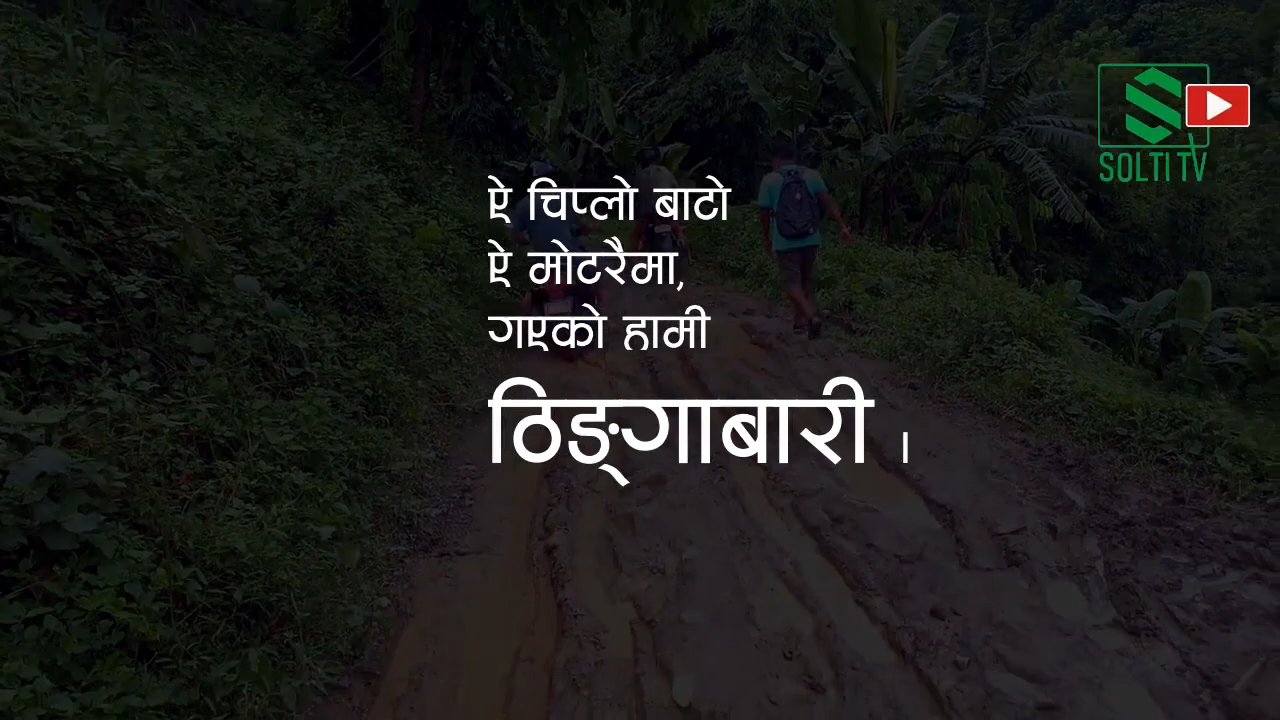 ऐ चिप्लो बाटो
ऐ मोटरैमा,
गएको हामी
ठिङ्गाबारी ।
SOLTI TV